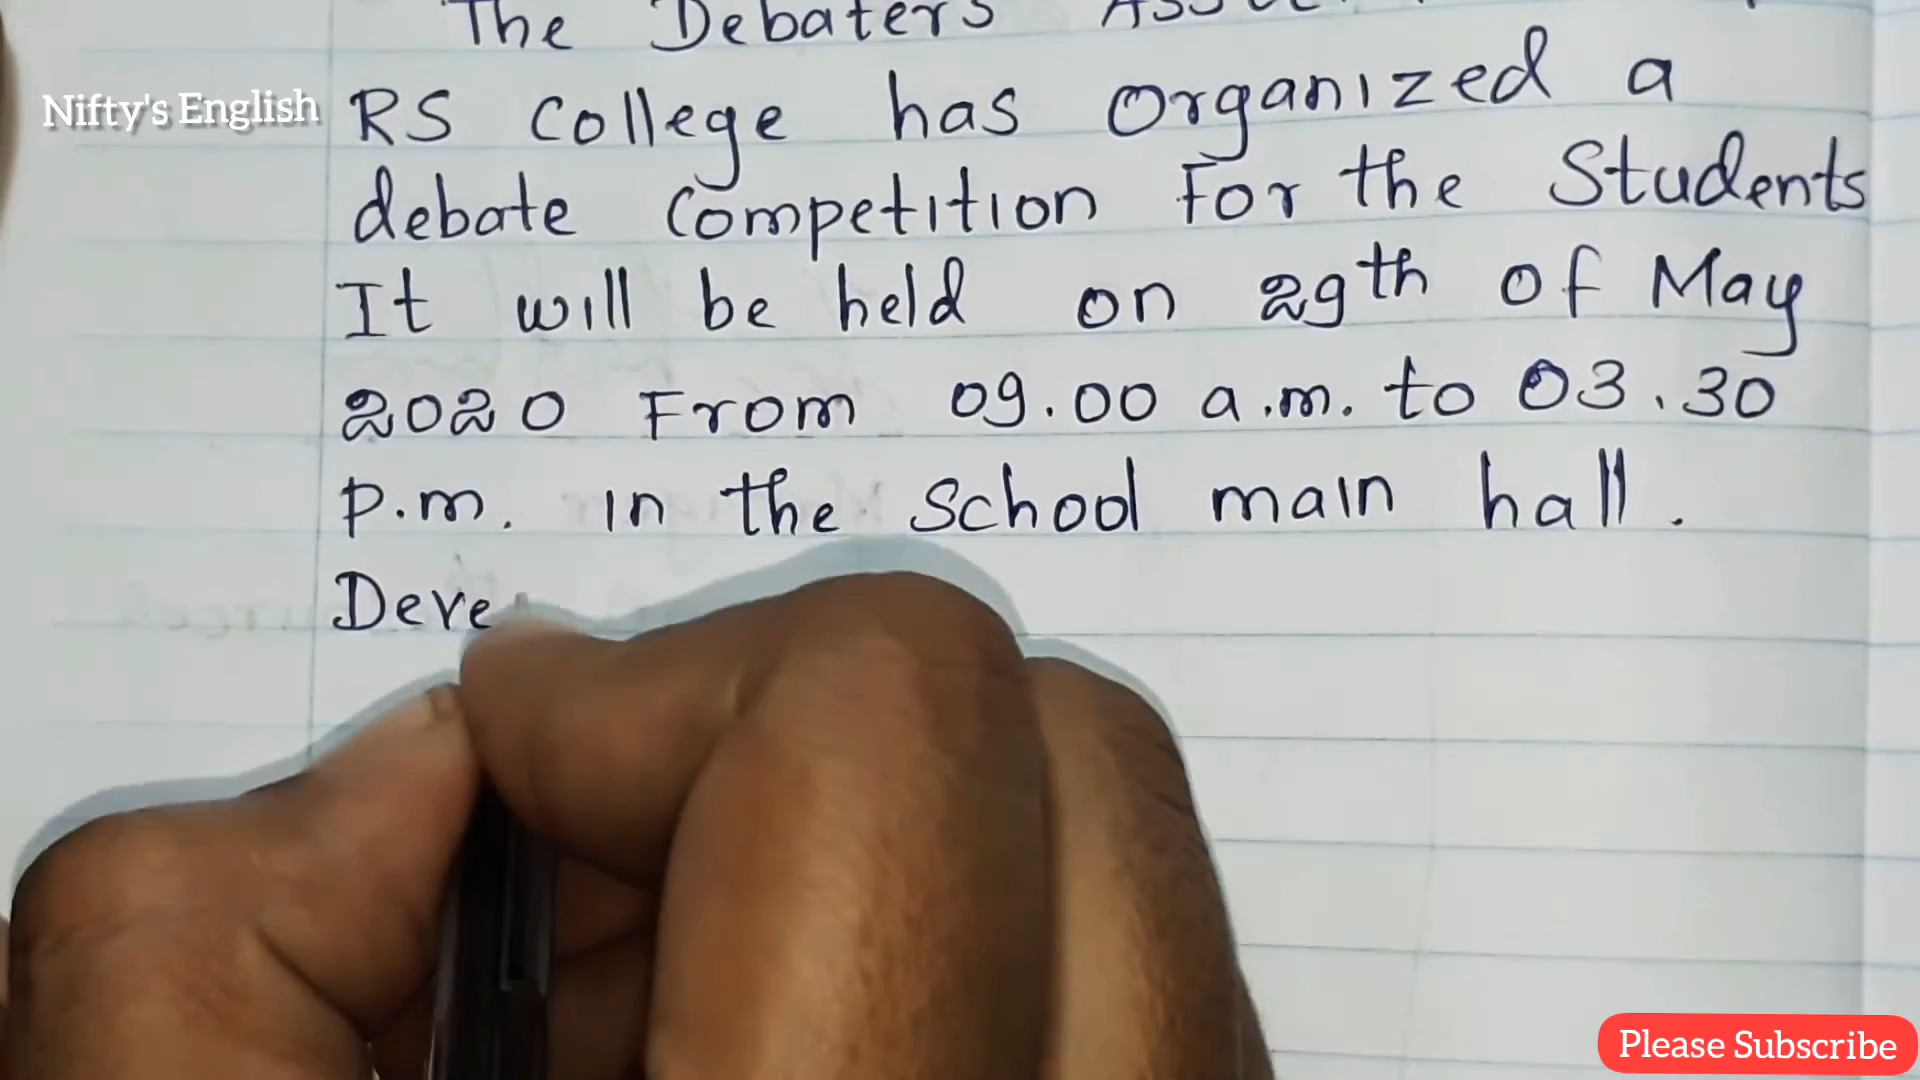 The Debaters
Nifty's English
RS College has organized a
debate competition for the students
It will be held on 29th of May
2020 From 09.00 a.m. to 03.30
p.m. in the school main hall.
Deve
Please Subscribe